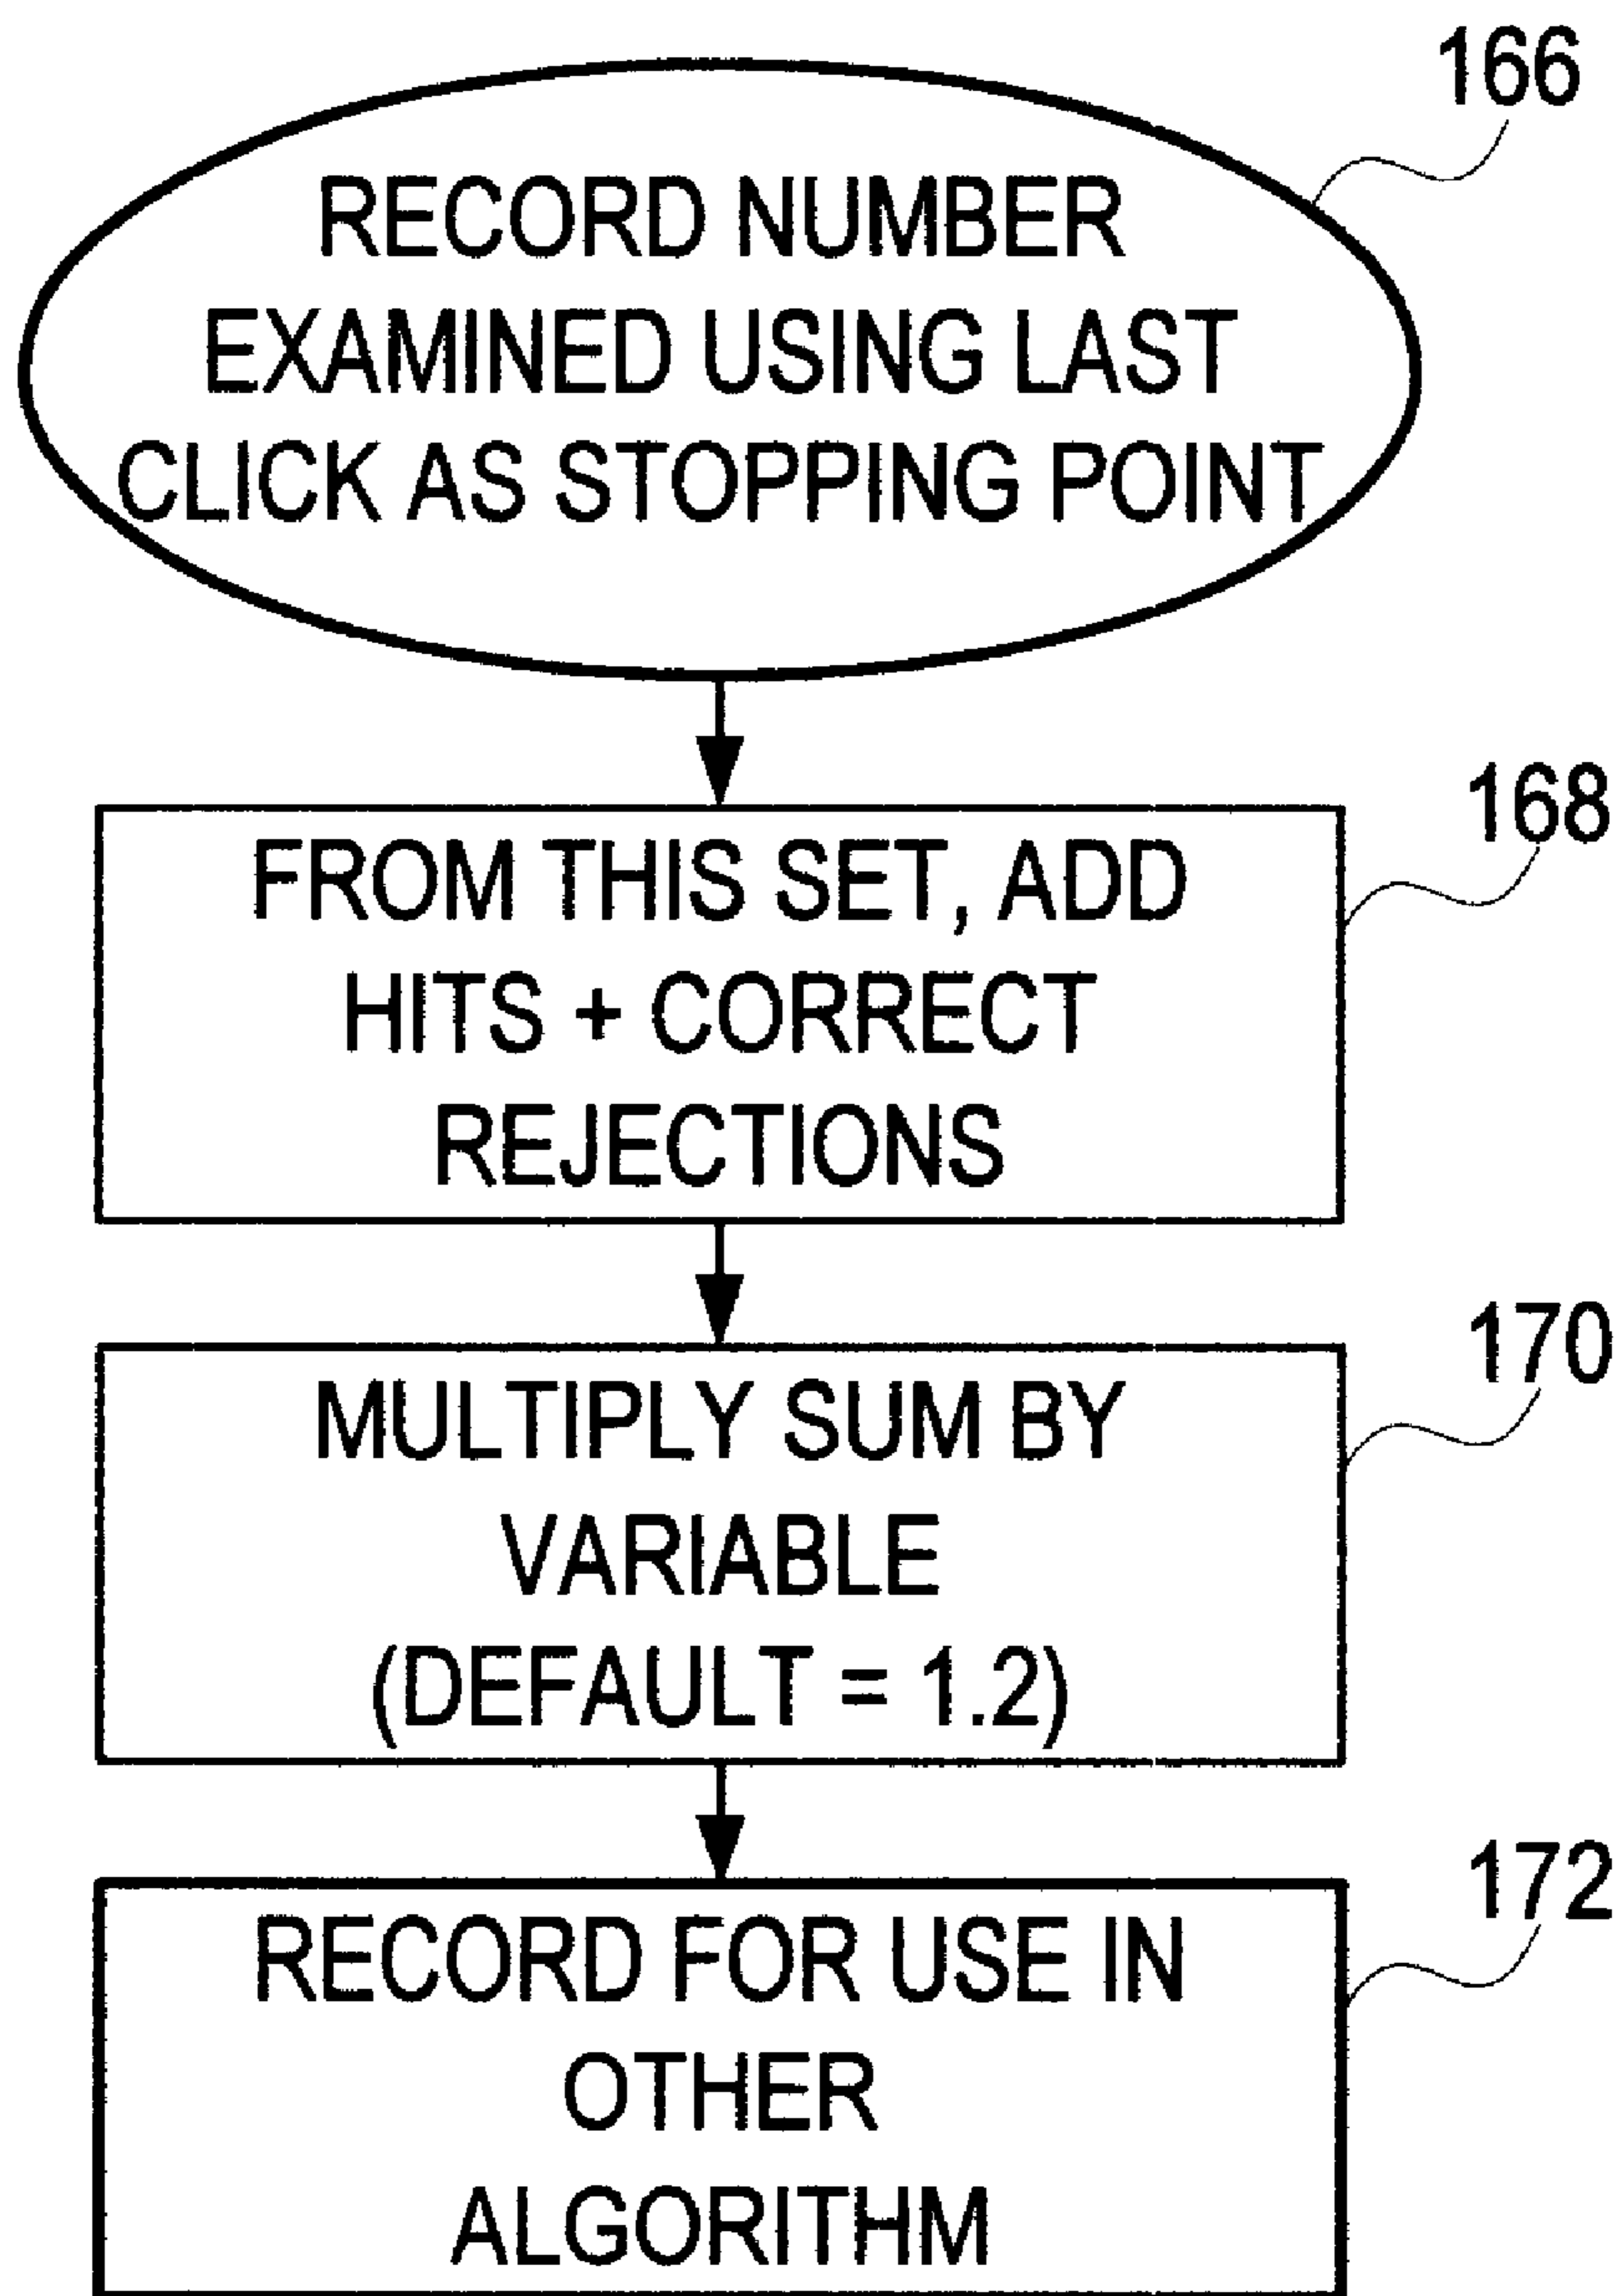 166
RECORD NUMBER
EXAMINED USING LAST
CLICK AS STOPPING POINT
168
FROM THIS SET, ADD
HITS + CORRECT
REJECTIONS
170
MULTIPLY SUM BY
VARIABLE
(DEFAULT = 1.2)
172
RECORD FOR USE IN
OTHER
ALGORITHM